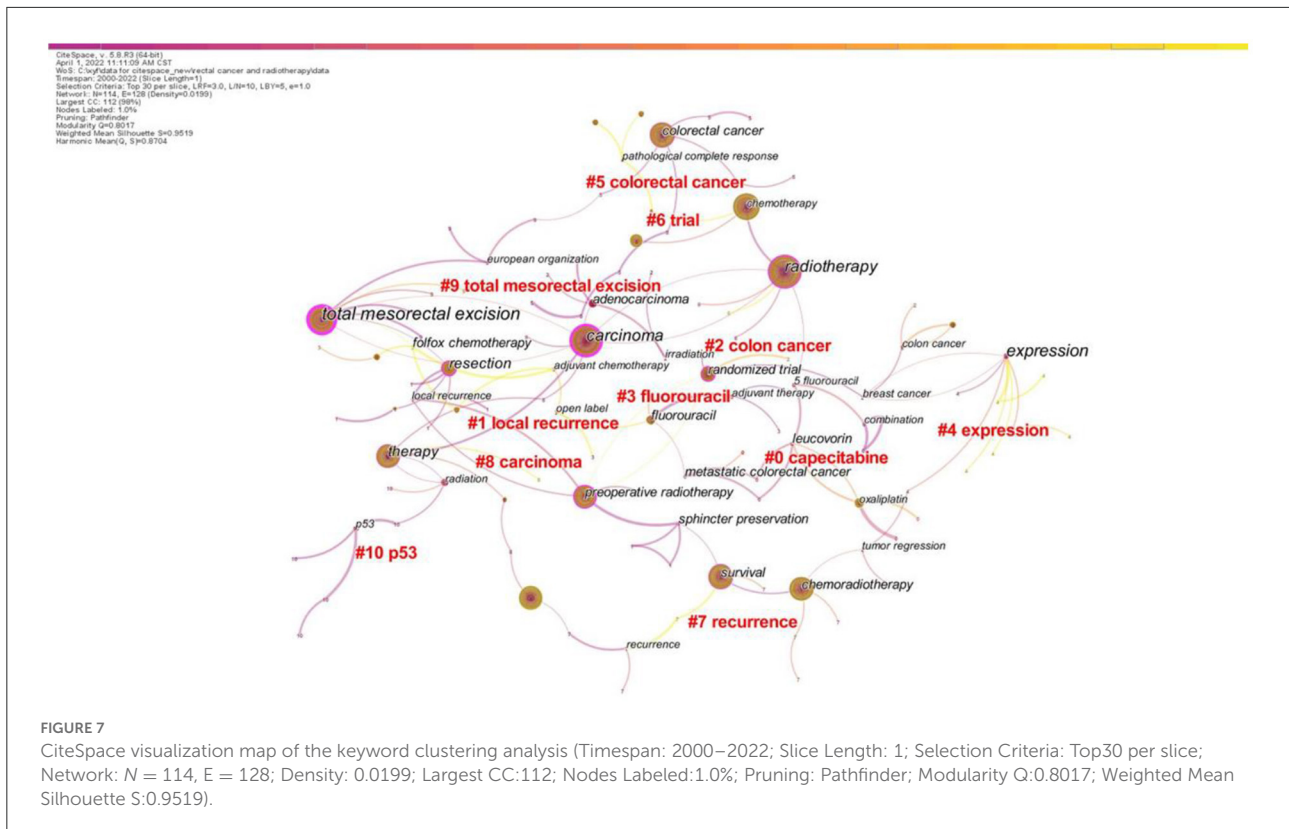 CiteSpace, v. 5.8.R3 (64-bit)
April 1, 2022 11:11:09 AM CST
WoS: C:\xyf\data for citespace_new\rectal cancer and radiotherapy\data
Timespan: 2000-2022 (Slice Length=1)
Selection Criteria: Top 30 per slice, LRF=3.0, L/N=10, LBY=5, e=1.0
Network: N=114, E=128 (Density=0.0199)
Largest CC: 112 (98%)
Nodes Labeled: 1.0%
Pruning: Pathfinder
Modularity Q=0.8017
Weighted Mean Silhouette S=0.9519
Harmonic Mean(Q, S)=0.8704
colorectal cancer
pathological complete response
#5 colorectal cancer
chemotherapy
#6 trial
european organization
radiotherapy
#9 total mesorectal excision
adenocarcinoma
total mesorectal excision
carcinoma
folfox chemotherapy
#2 colon cancer
colon cancer
expression
irradiation
resection
adjuvant chemotherapy
randomized trial
5 fluorouracil
local recurrence
#3 fluorouracil
adjuvant therapy
breast cancer
open label
fluorouracil
combination
#1 local recurrence
#4 expression
leucovorin
therapy
#8 carcinoma
#0 capecitabine
metastatic colorectal cancer
radiation
preoperative radiotherapy
oxaliplatin
p53
sphincter preservation
#10 p53
tumor regression
survival
chemoradiotherapy
#7 recurrence
recurrence
FIGURE 7
CiteSpace visualization map of the keyword clustering analysis (Timespan: 2000–2022; Slice Length: 1; Selection Criteria: Top30 per slice;
Network: N = 114, E = 128; Density: 0.0199; Largest CC:112; Nodes Labeled:1.0%; Pruning: Pathfinder; Modularity Q:0.8017; Weighted Mean
Silhouette S:0.9519).